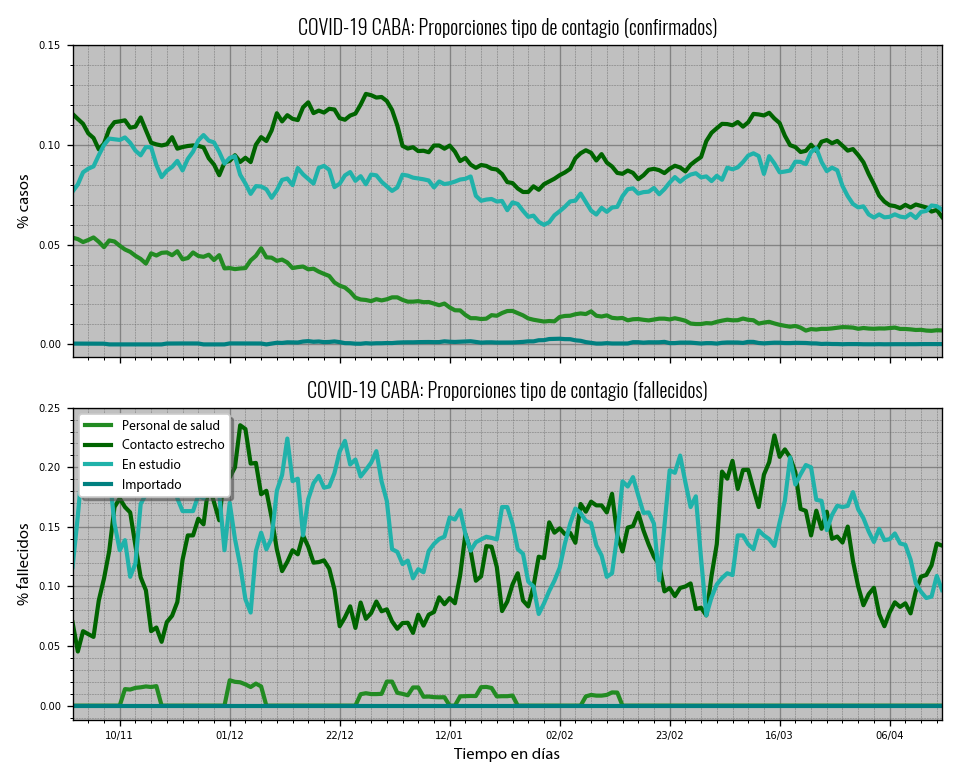 COVID-19 CABA: Proporciones tipo de contagio (confirmados)
0.15
0.10
0.05
0.00
% casos
COVID-19 CABA: Proporciones tipo de contagio (fallecidos)
0.25
0.20
0.15
0.10
0.05
0.00
% fallecidos
Personal de salud
Contacto estrecho
En estudio
Importado
10/11 01/12 22/12 12/01 02/02 23/02 16/03 06/04
Tiempo en días